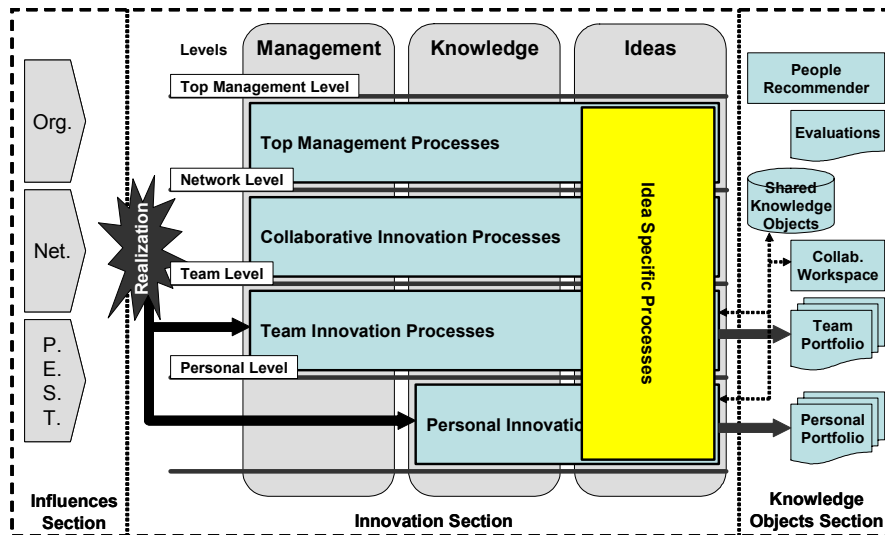 Levels
Management
Knowledge
Ideas
Top Management Level
Top Management Processes
Network Level
Collaborative Innovation Processes
Team Level
Team Innovation Processes
Personal Level
Personal Innovatio
Idea Specific Processes
Realization
Org.
Net.
P.
E.
S.
T.
People
Recommender
Evaluations
Shared
Knowledge
Objects
Collab.
Workspace
Team
Portfolio
Personal
Portfolio
Influences
Section
Innovation Section
Knowledge
Objects Section